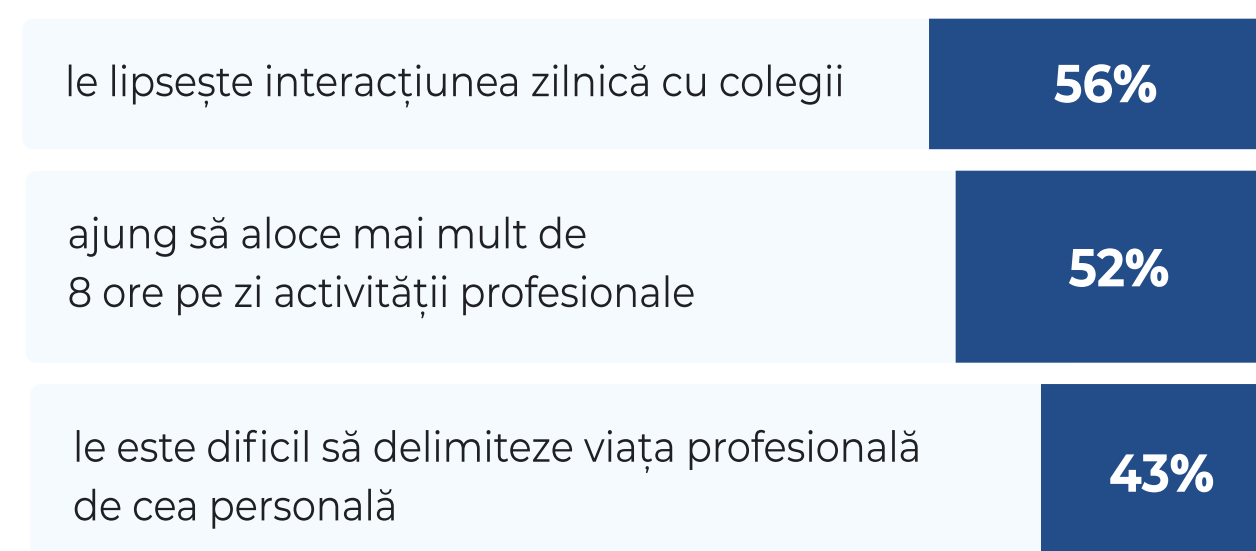 le lipsește interacțiunea zilnică cu colegii
56%
ajung să aloce mai mult de
8 ore pe zi activității profesionale
52%
le este dificil să delimiteze viața profesională
de cea personală
43%